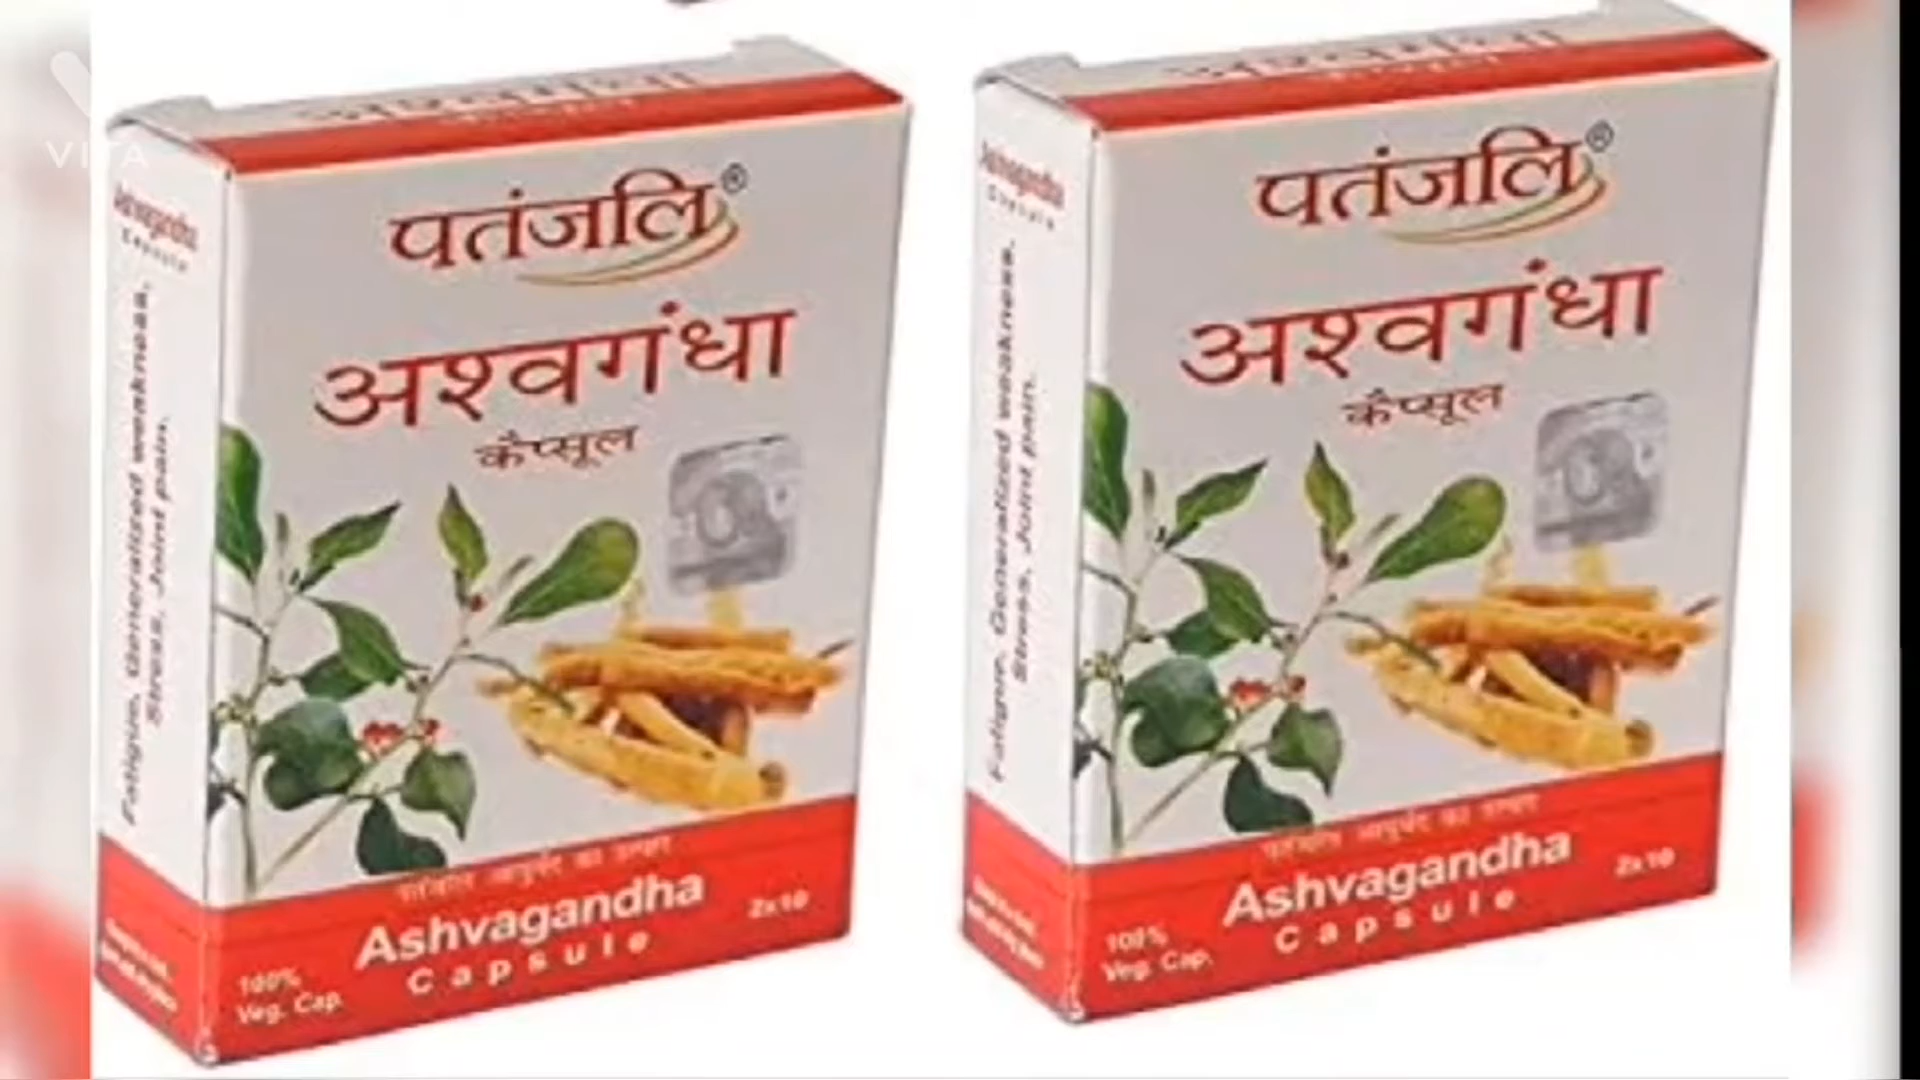 VITA
Ashvagandha
Capsule
Fatigue, Generalized weakness,
Stress, Joint pain.
पतंजलि®
अश्वगंधा
कैप्सूल
Ashvagandha
Capsule
2x10
100%
Veg. Cap.
Ashvagandha
Capsule
Fatigue, Generalized weakness,
Stress, Joint pain.
पतंजलि®
अश्वगंधा
कैप्सूल
Ashvagandha
Capsule
2x10
100%
Veg. Cap.